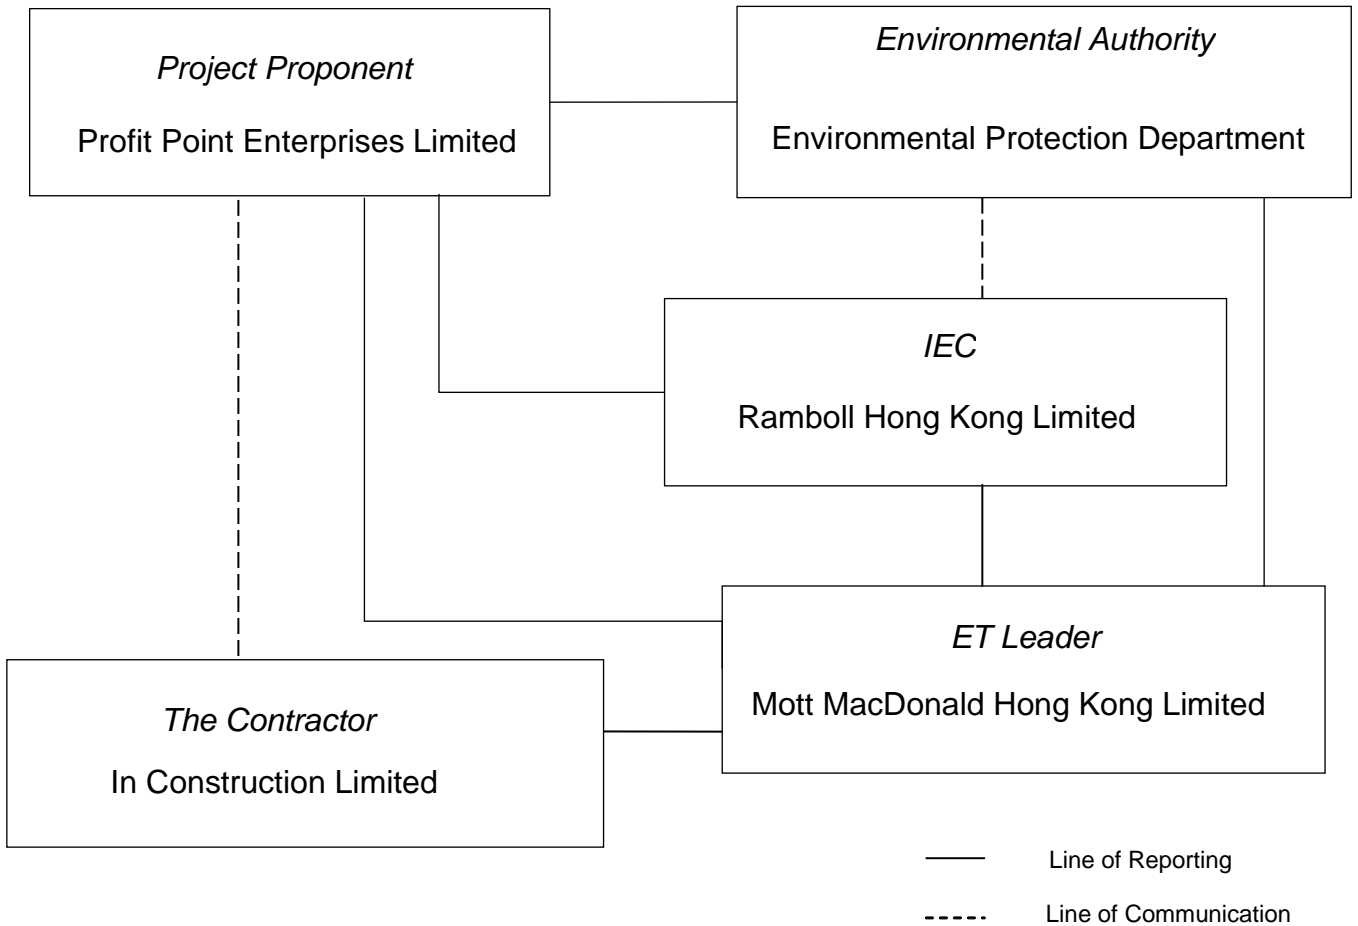 Project Proponent
Profit Point Enterprises Limited
Environmental Authority
Environmental Protection Department
IEC
Ramboll Hong Kong Limited
ET Leader
Mott MacDonald Hong Kong Limited
The Contractor
In Construction Limited
Line of Reporting
Line of Communication